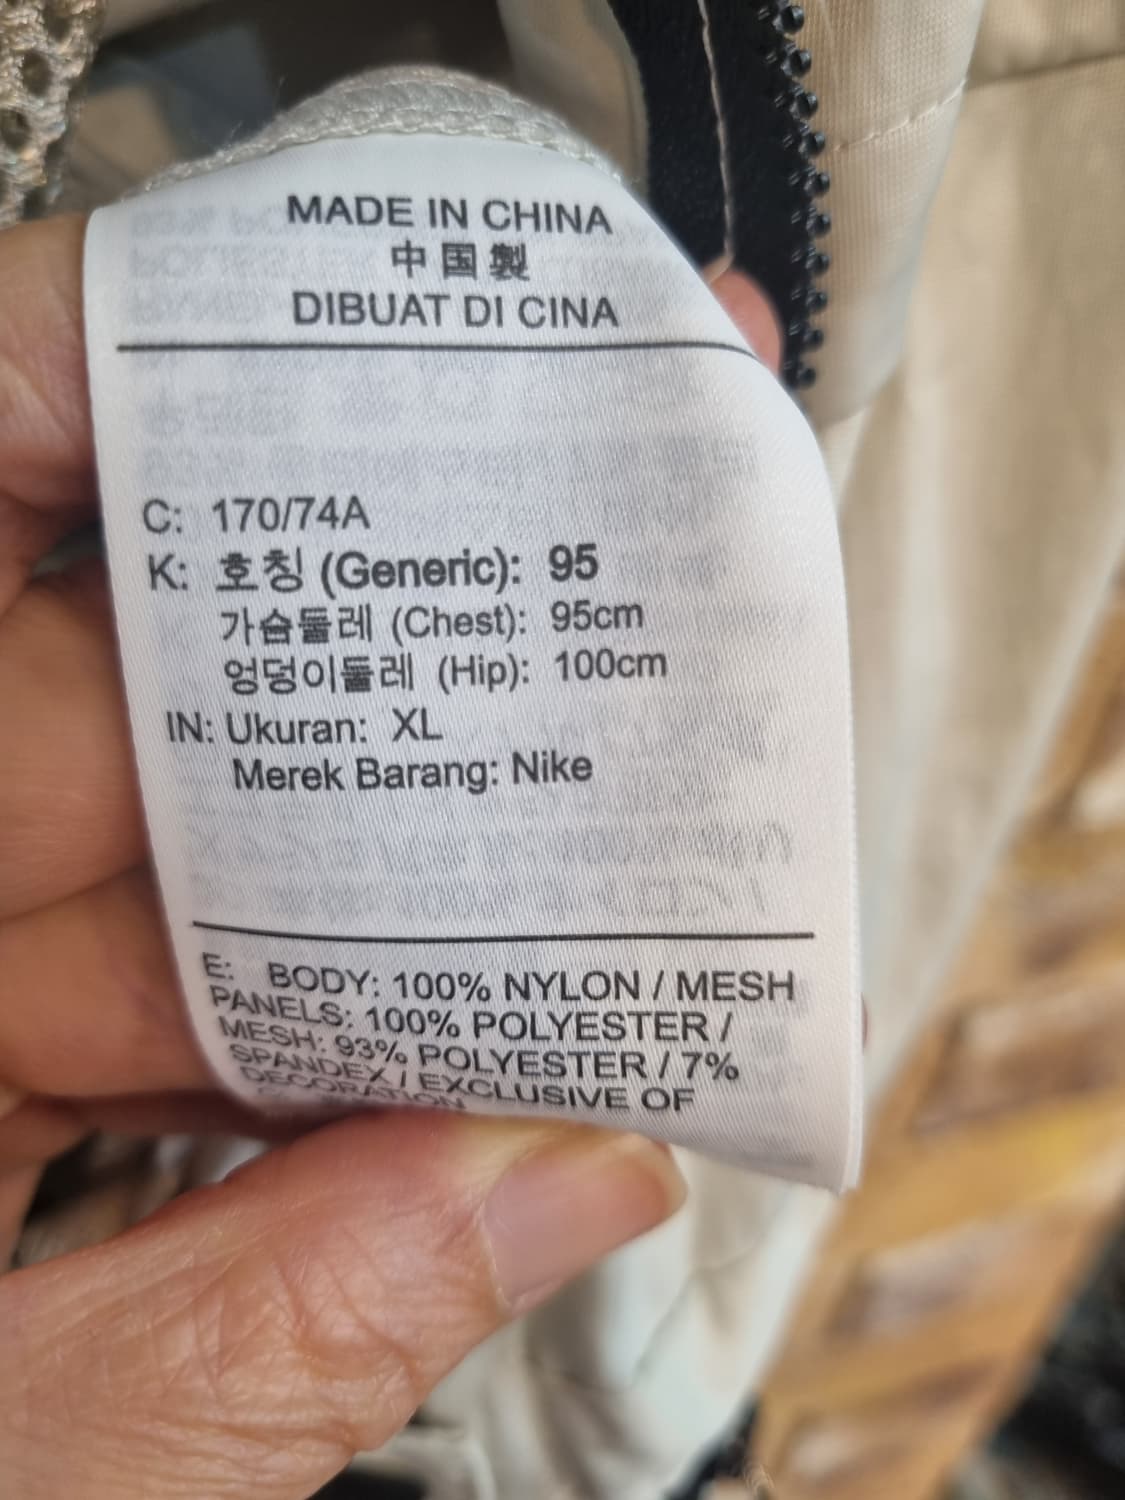 MADE IN CHINA
中国製
DIBUAT DI CINA
C: 170/74A
K: 호칭 (Generic): 95
가슴둘레 (Chest): 95cm
엉덩이둘레 (Hip): 100cm
IN: Ukuran: XL
Merek Barang: Nike
E: BODY: 100% NYLON / MESH
PANELS: 100% POLYESTER /
MESH: 93% POLYESTER / 7%
SPANDEX / EXCLUSIVE OF
DECORATION